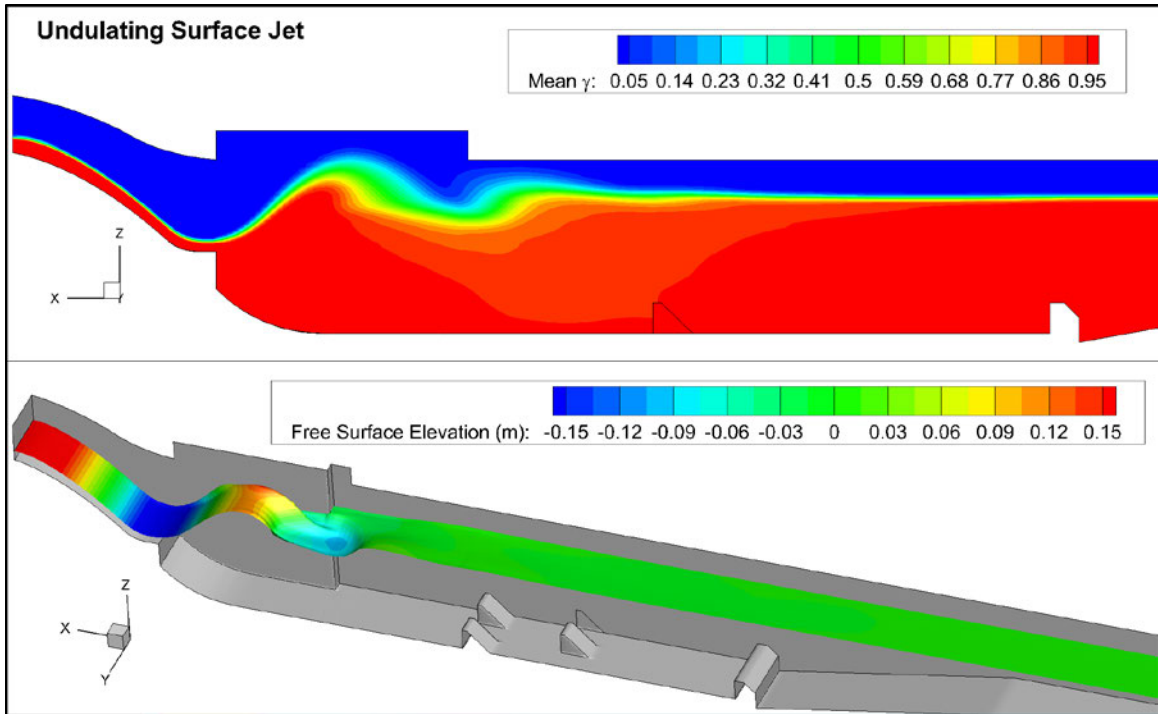 Undulating Surface Jet
Mean γ: 0.05 0.14 0.23 0.32 0.41 0.5 0.59 0.68 0.77 0.86 0.95
Z
X
Y
Free Surface Elevation (m): -0.15 -0.12 -0.09 -0.06 -0.03 0 0.03 0.06 0.09 0.12 0.15
Z
X
Y